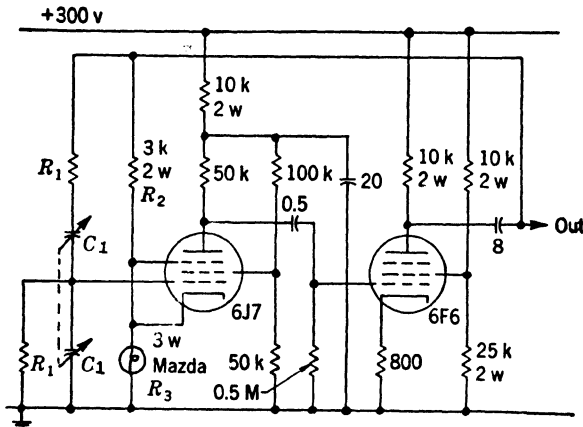 +300 v
10 k
2 w
3 k
2 w
R₂
R₁
50 k
100 k
20
10 k
2 w
10 k
2 w
0.5
C₁
8
Out
6J7
6F6
3 w
Mazda
R₃
R₁
C₁
50 k
0.5 M
800
25 k
2 w